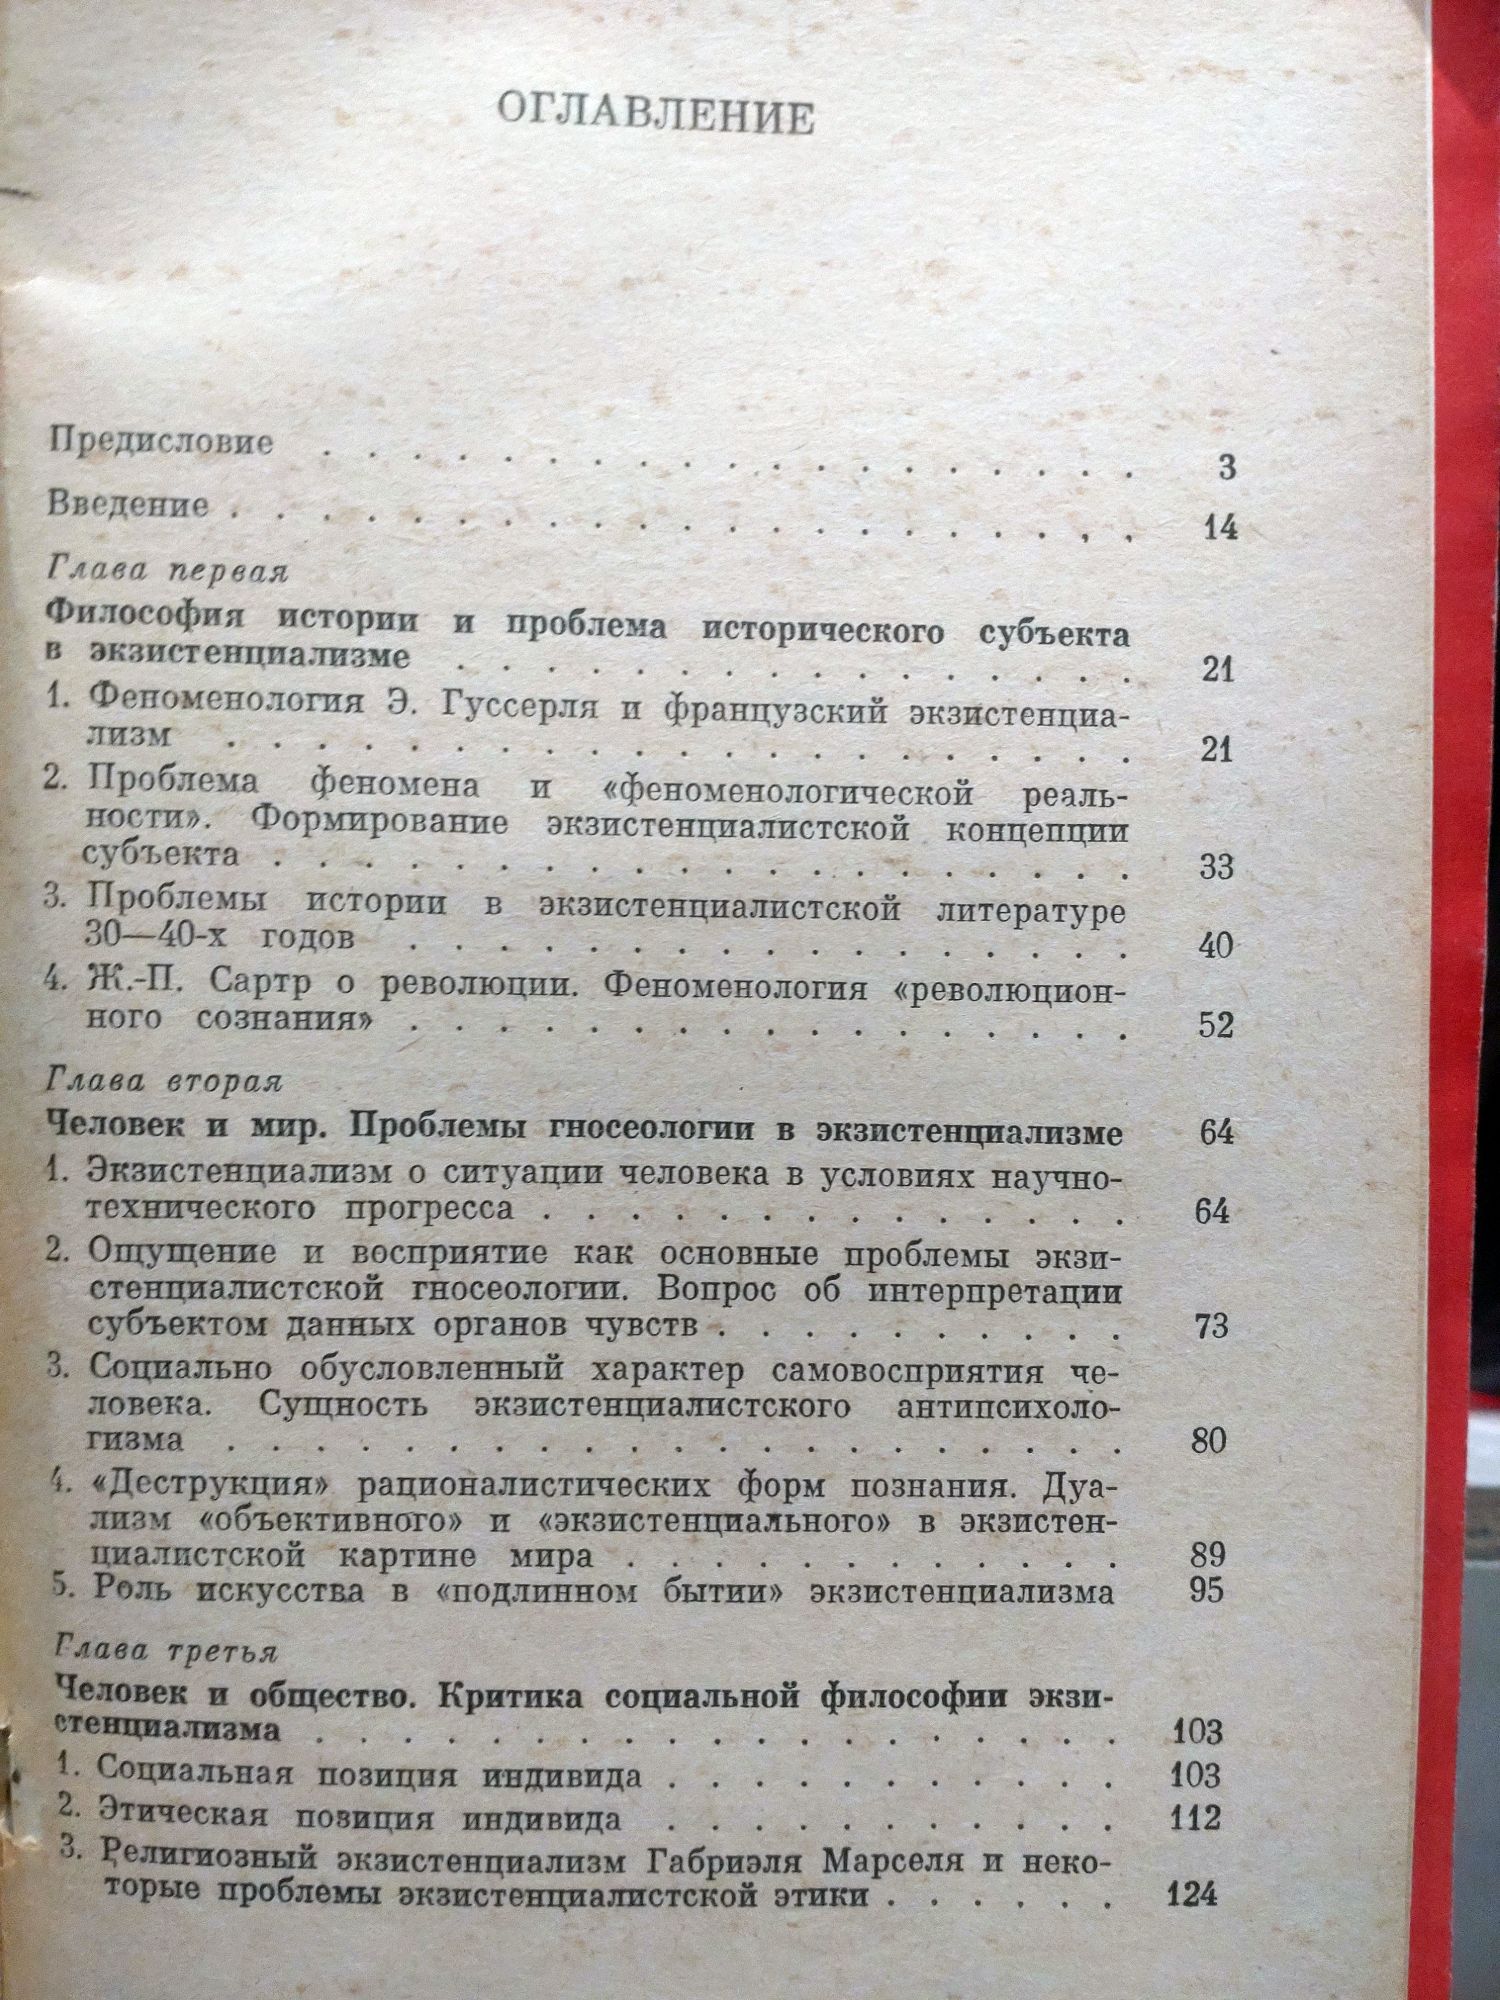 ОГЛАВЛЕНИЕ
Предисловие . . . . . . . . . . . . . . . . . . . 3
Введение . . . . . . . . . . . . . . . . . . . . . 14
Глава первая
Философия истории и проблема исторического субъекта
в экзистенциализме . . . . . . . . . . . . . . . . 21
1. Феноменология Э. Гуссерля и французский экзистенциа-
лизм . . . . . . . . . . . . . . . . . . . . . 21
2. Проблема феномена и «феноменологической реаль-
ности». Формирование экзистенциалистской концепции
субъекта . . . . . . . . . . . . . . . . . . . . 33
3. Проблемы истории в экзистенциалистской литературе
30—40-х годов . . . . . . . . . . . . . . . . . 40
4. Ж.-П. Сартр о революции. Феноменология «революцион-
ного сознания» . . . . . . . . . . . . . . . . . 52
Глава вторая
Человек и мир. Проблемы гносеологии в экзистенциализме 64
1. Экзистенциализм о ситуации человека в условиях научно-
технического прогресса . . . . . . . . . . . . . . 64
2. Ощущение и восприятие как основные проблемы экзи-
стенциалистской гносеологии. Вопрос об интерпретации
субъектом данных органов чувств . . . . . . . . . . 73
3. Социально обусловленный характер самовосприятия че-
ловека. Сущность экзистенциалистского антипсихоло-
гизма . . . . . . . . . . . . . . . . . . . . . 80
4. «Деструкция» рационалистических форм познания. Дуа-
лизм «объективного» и «экзистенциального» в экзистен-
циалистской картине мира . . . . . . . . . . . . 89
5. Роль искусства в «подлинном бытии» экзистенциализма 95
Глава третья
Человек и общество. Критика социальной философии экзи-
стенциализма . . . . . . . . . . . . . . . . . . . 103
1. Социальная позиция индивида . . . . . . . . . . . 103
2. Этическая позиция индивида . . . . . . . . . . . 112
3. Религиозный экзистенциализм Габриэля Марселя и неко-
торые проблемы экзистенциалистской этики . . . . . . 124